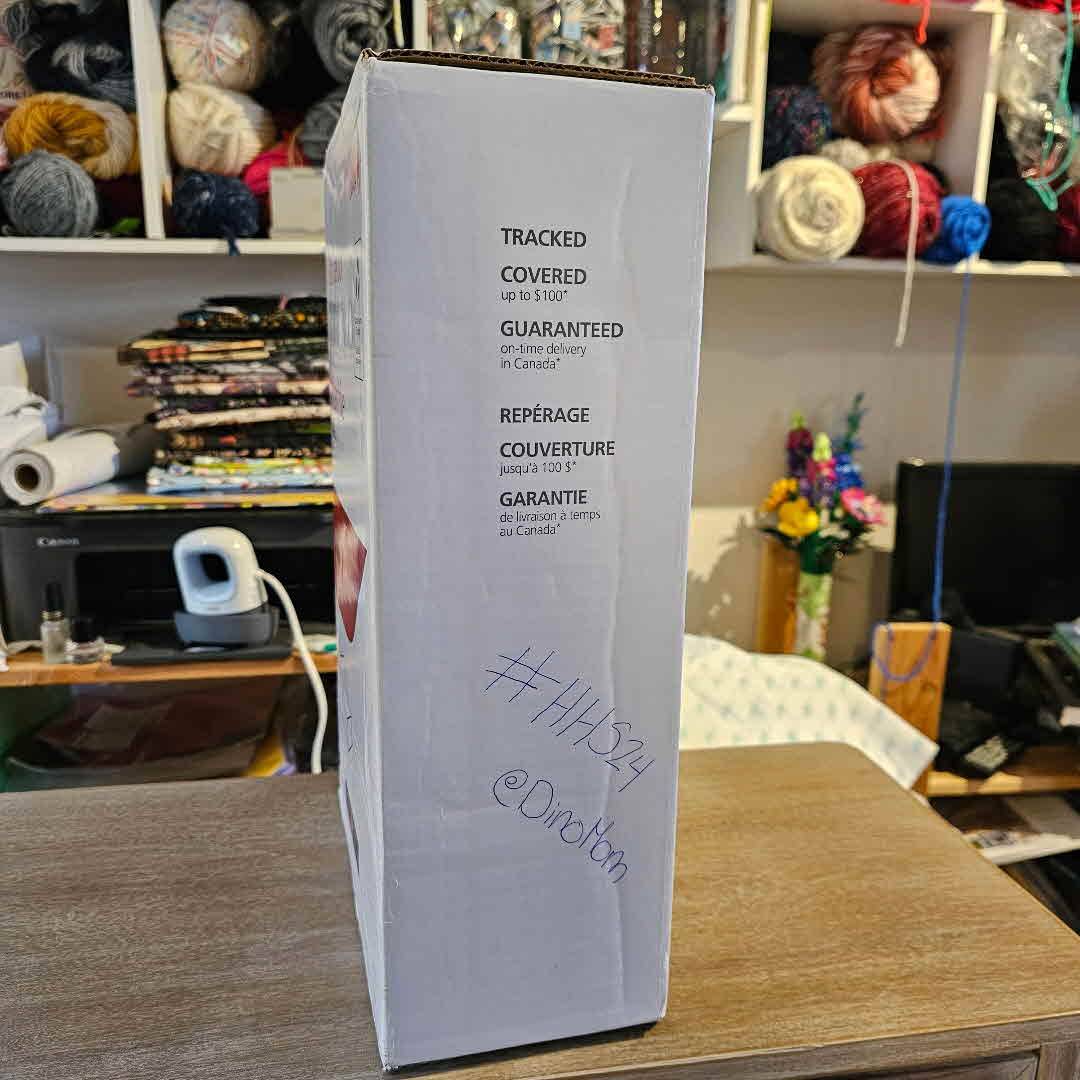 TRACKED
COVERED
up to $100*
GUARANTEED
on-time delivery
in Canada*
REPÉRAGE
COUVERTURE
jusqu'à 100 $*
GARANTIE
de livraison à temps
au Canada*
#HHS24
@DinoMom
Canon